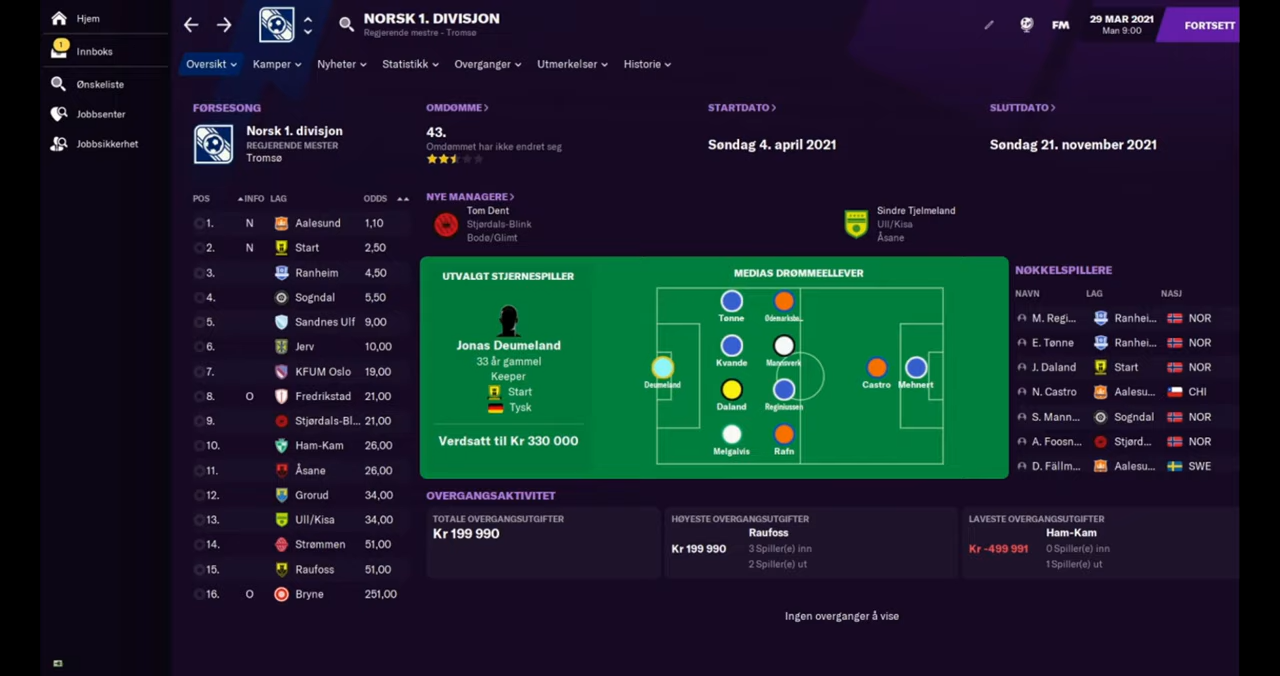 Hjem
1
Innboks
Ønskeliste
Jobbsenter
Jobbsikkerhet
NORSK 1. DIVISJON
Regjerende mestre - Tromsø
FM
29 MAR 2021
Man 9:00
FORTSETT
Oversikt
Kamper
Nyheter
Statistikk
Overganger
Utmerkelser
Historie
FØRSESONG
Norsk 1. divisjon
REGJERENDE MESTER
Tromsø
OMDØMME>
43.
Omdømmet har ikke endret seg
STARTDATO>
Søndag 4. april 2021
SLUTTDATO>
Søndag 21. november 2021
POS INFO LAG ODDS
1. N Aalesund 1,10
2. N Start 2,50
3. Ranheim 4,50
4. Sogndal 5,50
5. Sandnes Ulf 9,00
6. Jerv 10,00
7. KFUM Oslo 19,00
8. O Fredrikstad 21,00
9. Stjørdals-Bl... 21,00
10. Ham-Kam 26,00
11. Åsane 26,00
12. Grorud 34,00
13. Ull/Kisa 34,00
14. Strømmen 51,00
15. Raufoss 51,00
16. O Bryne 251,00
NYE MANAGERE>
Tom Dent
Stjørdals-Blink
Bodø/Glimt
Sindre Tjelmeland
Ull/Kisa
Åsane
UTVALGT STJERNESPILLER
Jonas Deumeland
33 år gammel
Keeper
Start
Tysk
Verdsatt til Kr 330 000
MEDIAS DRØMMEELLEVER
Tønne
Ødemarksba...
Kvande
Mannsverk
Deumeland
Castro
Mehnert
Daland
Reginiussen
Melgalvis
Rafn
NØKKELSPILLERE
NAVN LAG NASJ
M. Regi... Ranhei... NOR
E. Tønne Ranhei... NOR
J. Daland Start NOR
N. Castro Aalesu... CHI
S. Mann... Sogndal NOR
A. Foosn... Stjørd... NOR
D. Fällm... Aalesu... SWE
OVERGANGSAKTIVITET
TOTALE OVERGANGSUTGIFTER
Kr 199 990
HØYESTE OVERGANGSUTGIFTER
Raufoss
Kr 199 990
3 Spiller(e) inn
2 Spiller(e) ut
LAVESTE OVERGANGSUTGIFTER
Ham-Kam
Kr -499 991
0 Spiller(e) inn
1 Spiller(e) ut
Ingen overganger å vise